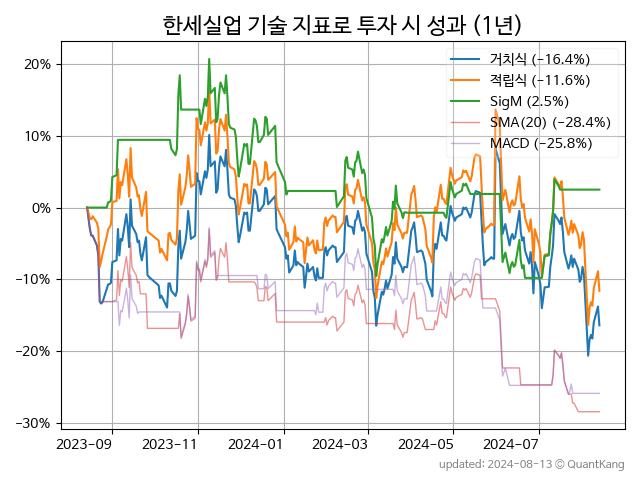 한세실업 기술 지표로 투자 시 성과 (1년)
거치식 (−16.4%)
적립식 (−11.6%)
SigM (2.5%)
SMA(20) (−28.4%)
MACD (−25.8%)
20%
10%
0%
−10%
−20%
−30%
2023-09 2023-11 2024-01 2024-03 2024-05 2024-07
updated: 2024-08-13 © QuantKang